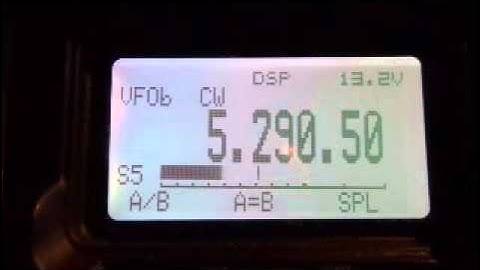 DSP 13.2V
VFOb CW
5.290.50
S5
A/B A=B SPL